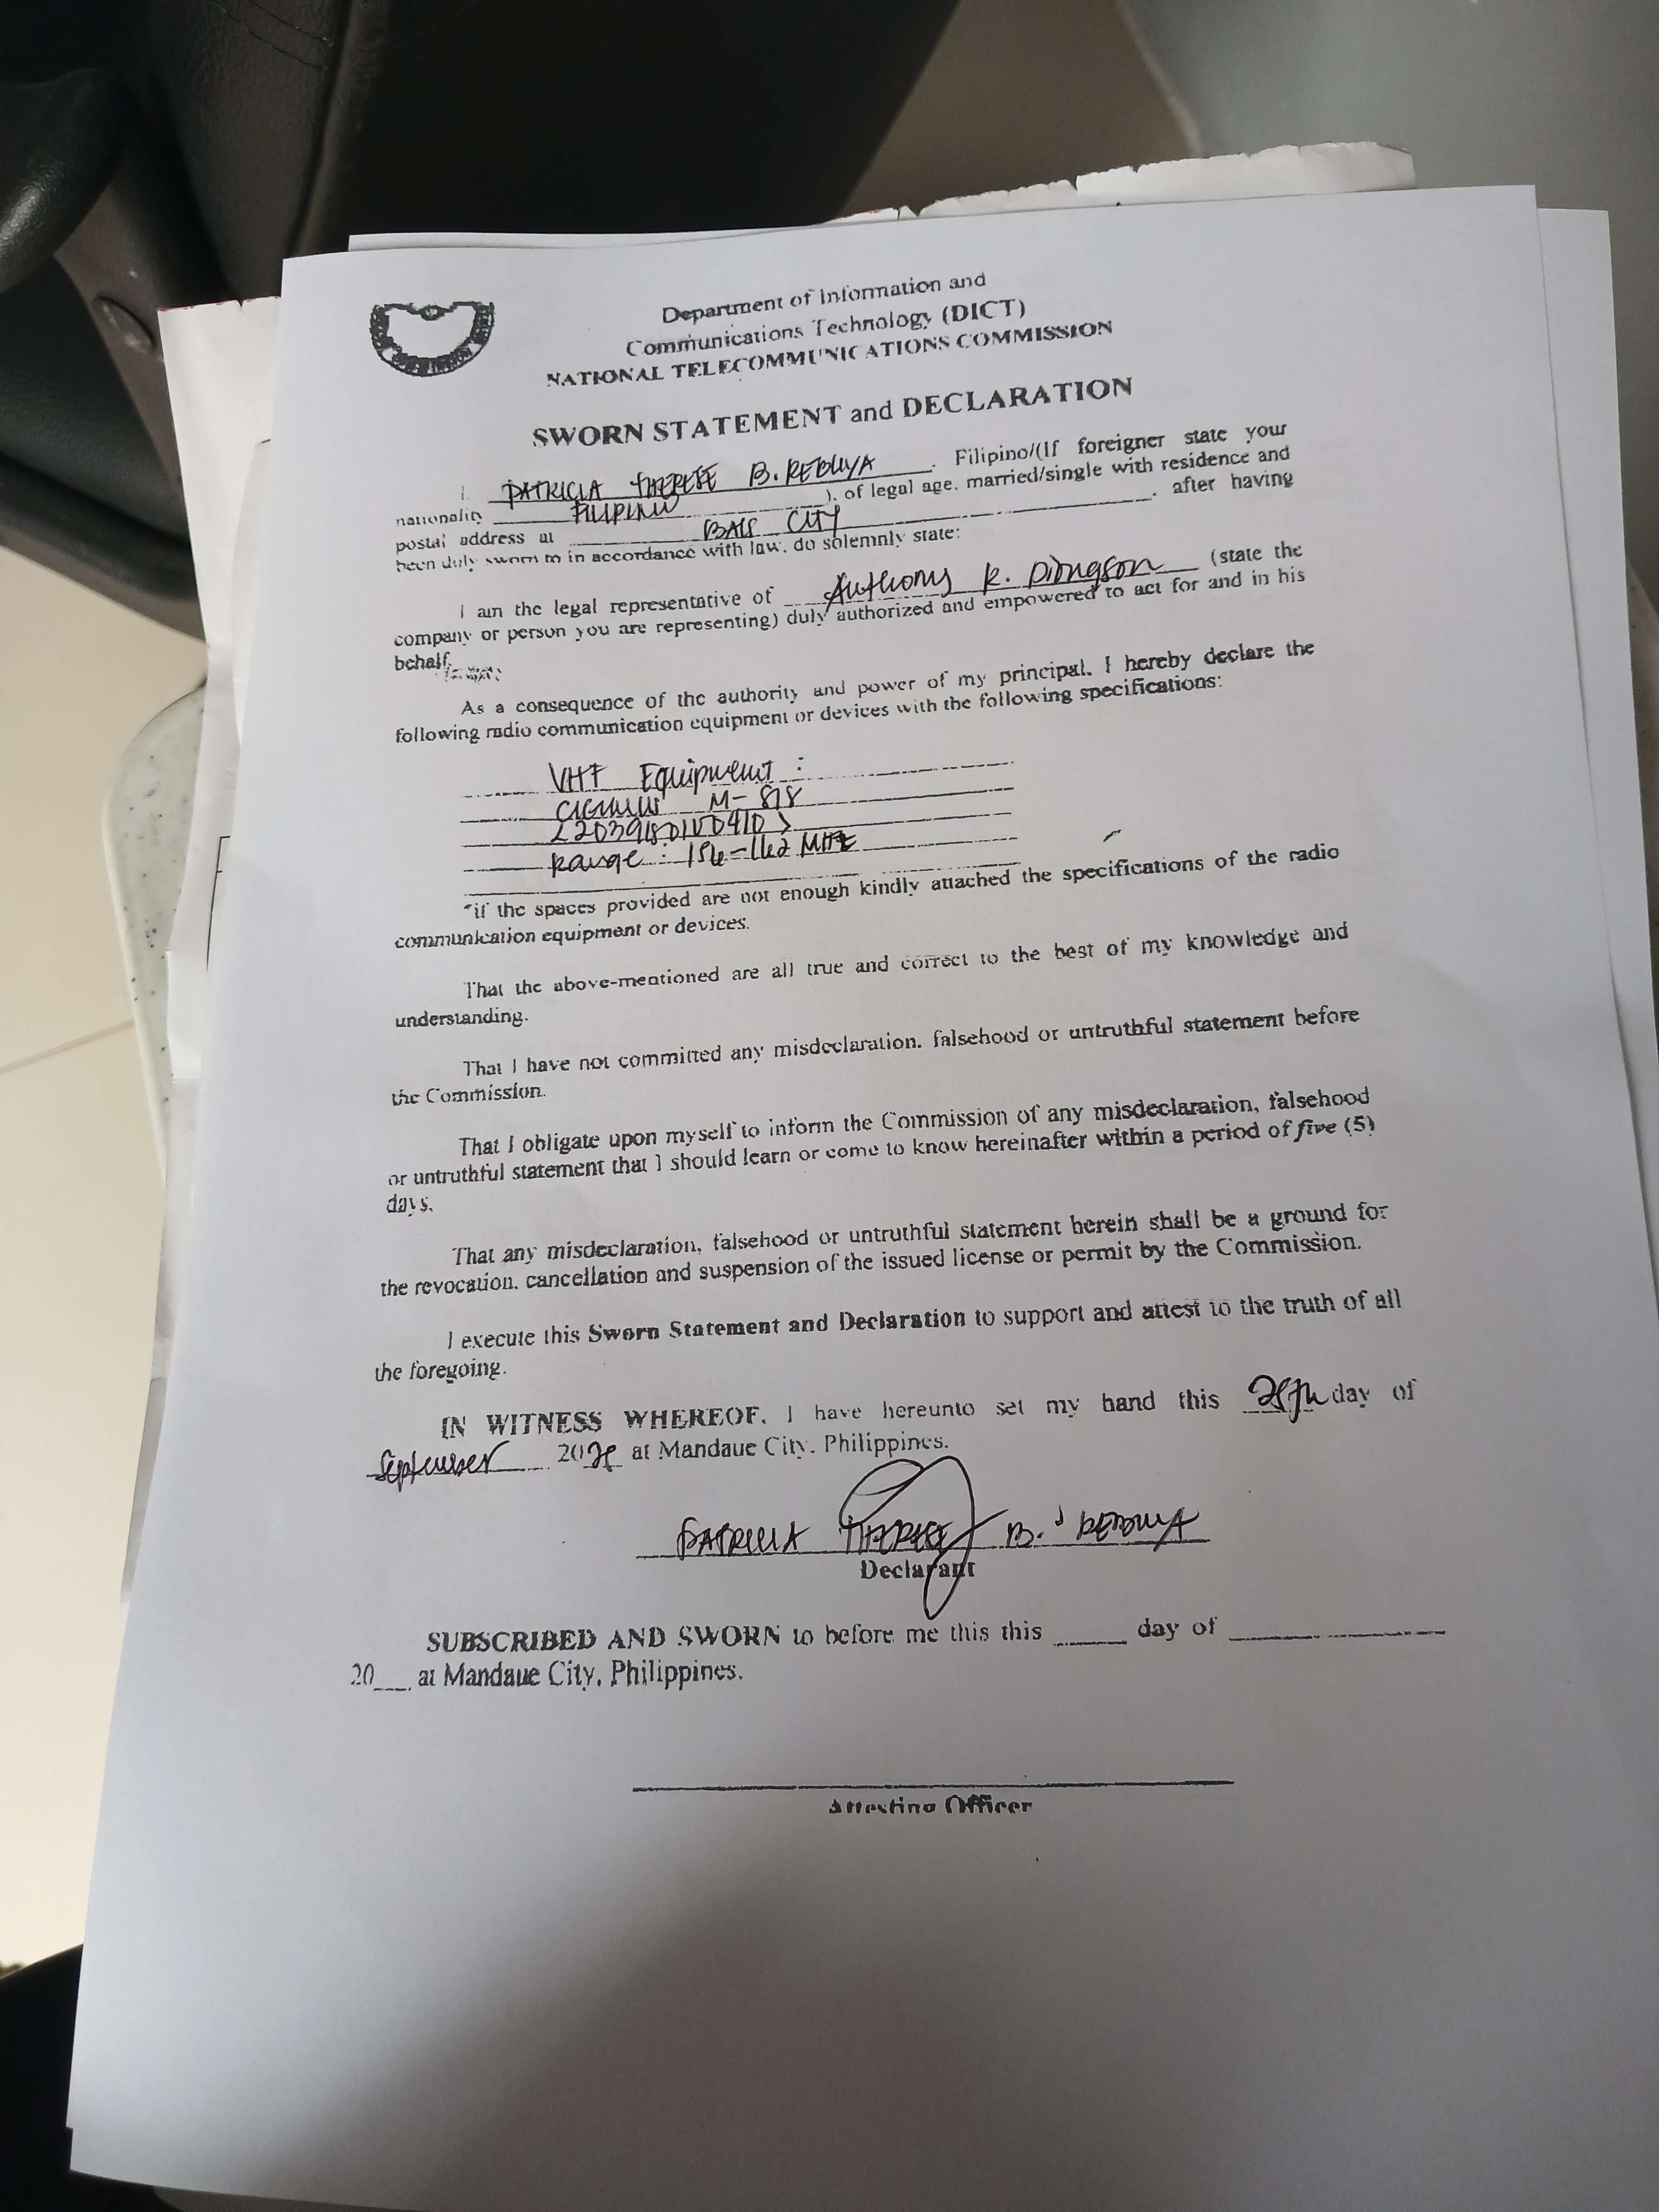 Department of Information and
Communications Technology (DICT)
NATIONAL TELECOMMUNICATIONS COMMISSION
SWORN STATEMENT and DECLARATION
I, PATRICIA THERESE B. REBUYA, Filipino/(If foreigner state your
nationality FILIPINO ), of legal age, married/single with residence and
postal address at BAIS CITY, after having
been duly sworn to in accordance with law, do solemnly state:
I am the legal representative of Anthony R. Diongson (state the
company or person you are representing) duly authorized and empowered to act for and in his
behalf.
As a consequence of the authority and power of my principal, I hereby declare the
following radio communication equipment or devices with the following specifications:
VHF Equipment :
M-
Range : 156-162 MHz
*if the spaces provided are not enough kindly attached the specifications of the radio
communication equipment or devices.
That the above-mentioned are all true and correct to the best of my knowledge and
understanding.
That I have not committed any misdeclaration, falsehood or untruthful statement before
the Commission.
That I obligate upon myself to inform the Commission of any misdeclaration, falsehood
or untruthful statement that I should learn or come to know hereinafter within a period of five (5)
days.
That any misdeclaration, falsehood or untruthful statement herein shall be a ground for
the revocation, cancellation and suspension of the issued license or permit by the Commission.
I execute this Sworn Statement and Declaration to support and attest to the truth of all
the foregoing.
IN WITNESS WHEREOF, I have hereunto set my hand this day of
September 20 at Mandaue City, Philippines.
PATRICIA THERESE B. REBUYA
Declarant
SUBSCRIBED AND SWORN to before me this this ______ day of ______
20___ at Mandaue City, Philippines.
Attesting Officer